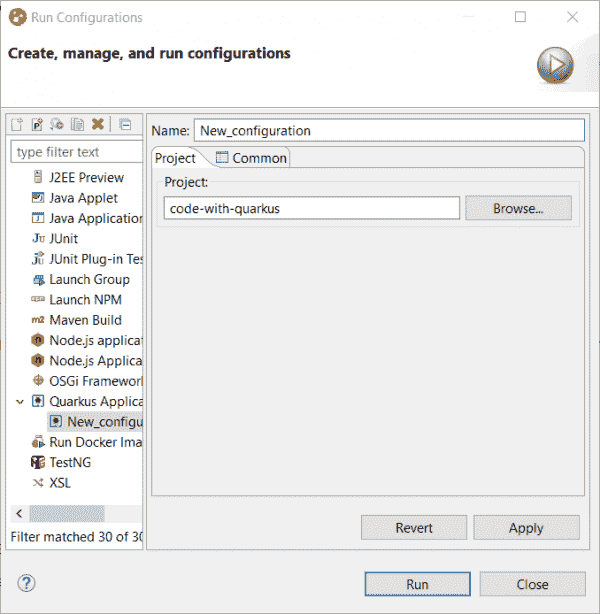 Run Configurations
Create, manage, and run configurations
type filter text
J2EE Preview
Java Applet
Java Application
JUnit
JUnit Plug-in Tes
Launch Group
Launch NPM
m2 Maven Build
Node.js applicati
Node.js Applica
OSGi Framework
Quarkus Applica
New_configu
Run Docker Ima
TestNG
XSL
Filter matched 30 of 30
Name: New_configuration
Project Common
Project:
code-with-quarkus Browse...
Revert Apply
Run Close